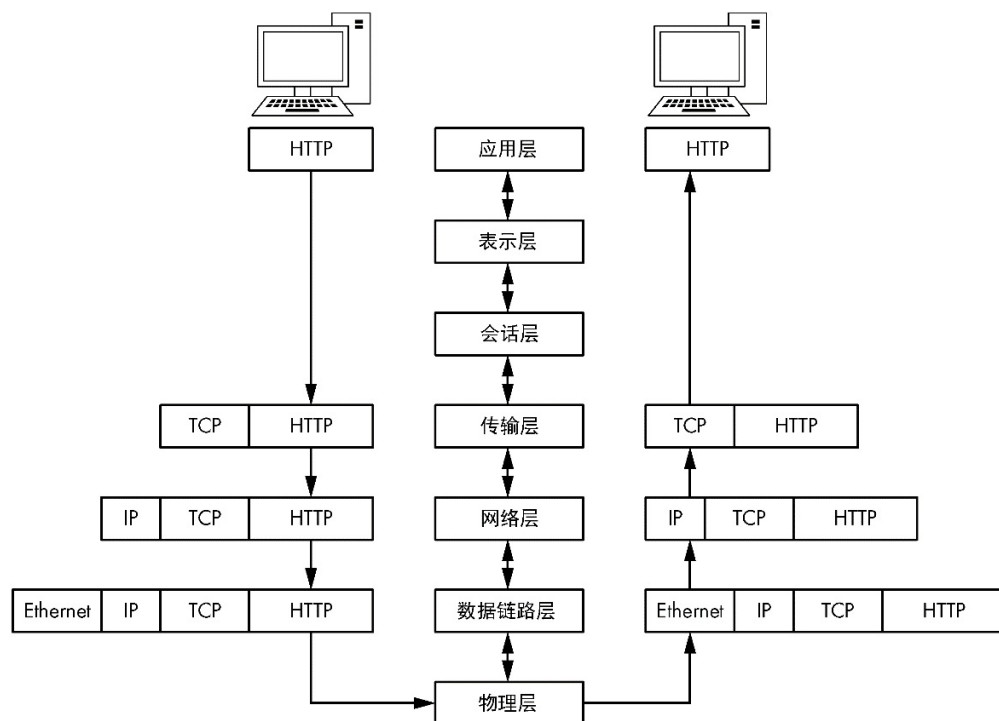 HTTP 应用层 HTTP
表示层
会话层
TCP HTTP 传输层 TCP HTTP
IP TCP HTTP 网络层 IP TCP HTTP
Ethernet IP TCP HTTP 数据链路层 Ethernet IP TCP HTTP
物理层